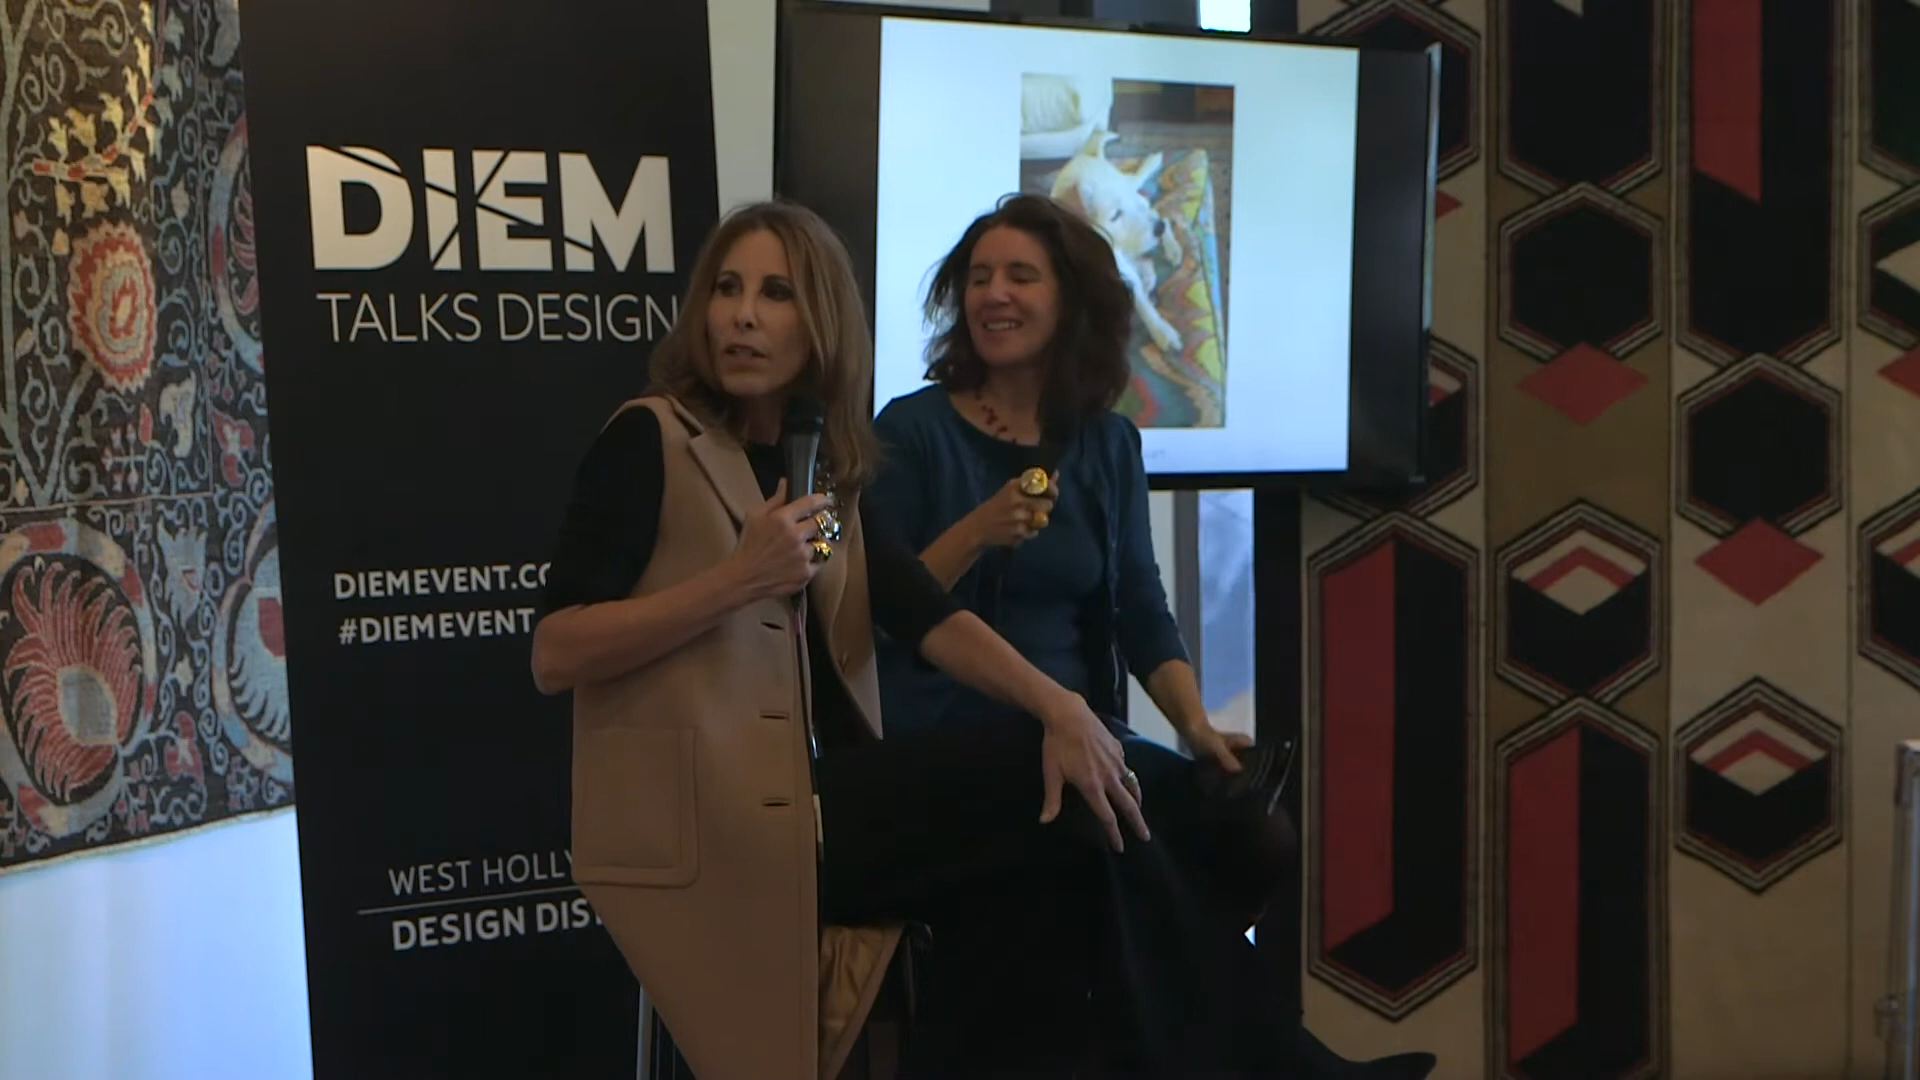 DIEM
TALKS DESIGN
DIEMEVENT.CO
#DIEMEVENT
WEST HOLLY
DESIGN DIS